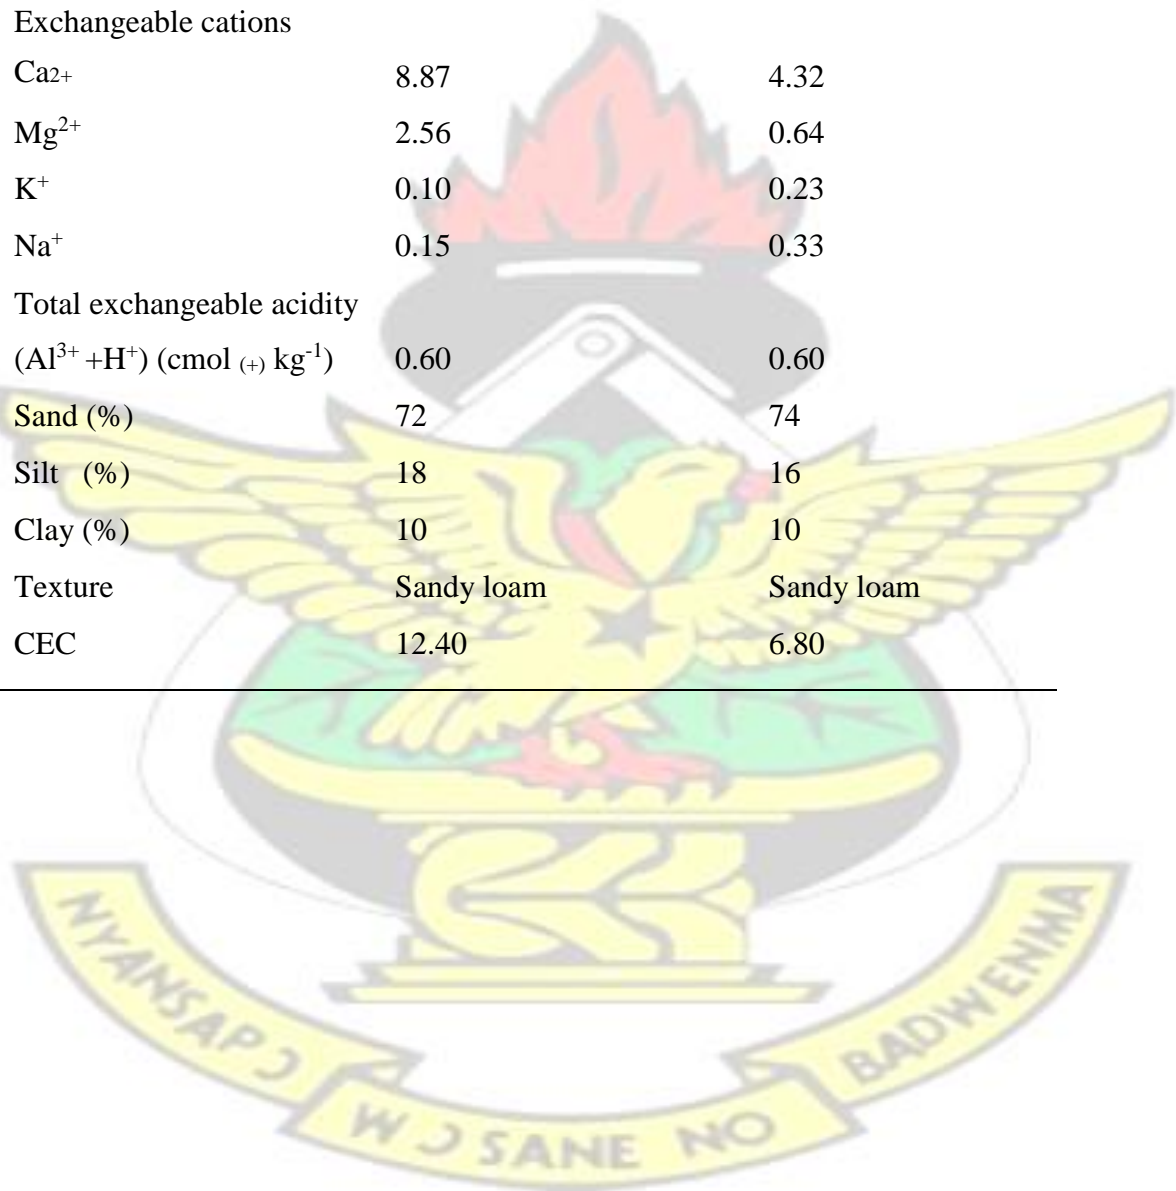 Exchangeable cations
Ca2+ 8.87 4.32
Mg2+ 2.56 0.64
K+ 0.10 0.23
Na+ 0.15 0.33
Total exchangeable acidity
(Al3+ +H+) (cmol (+) kg-1) 0.60 0.60
Sand (%) 72 74
Silt (%) 18 16
Clay (%) 10 10
Texture Sandy loam Sandy loam
CEC 12.40 6.80
NYANSAPƆ WƆSANE NO BADWENMA